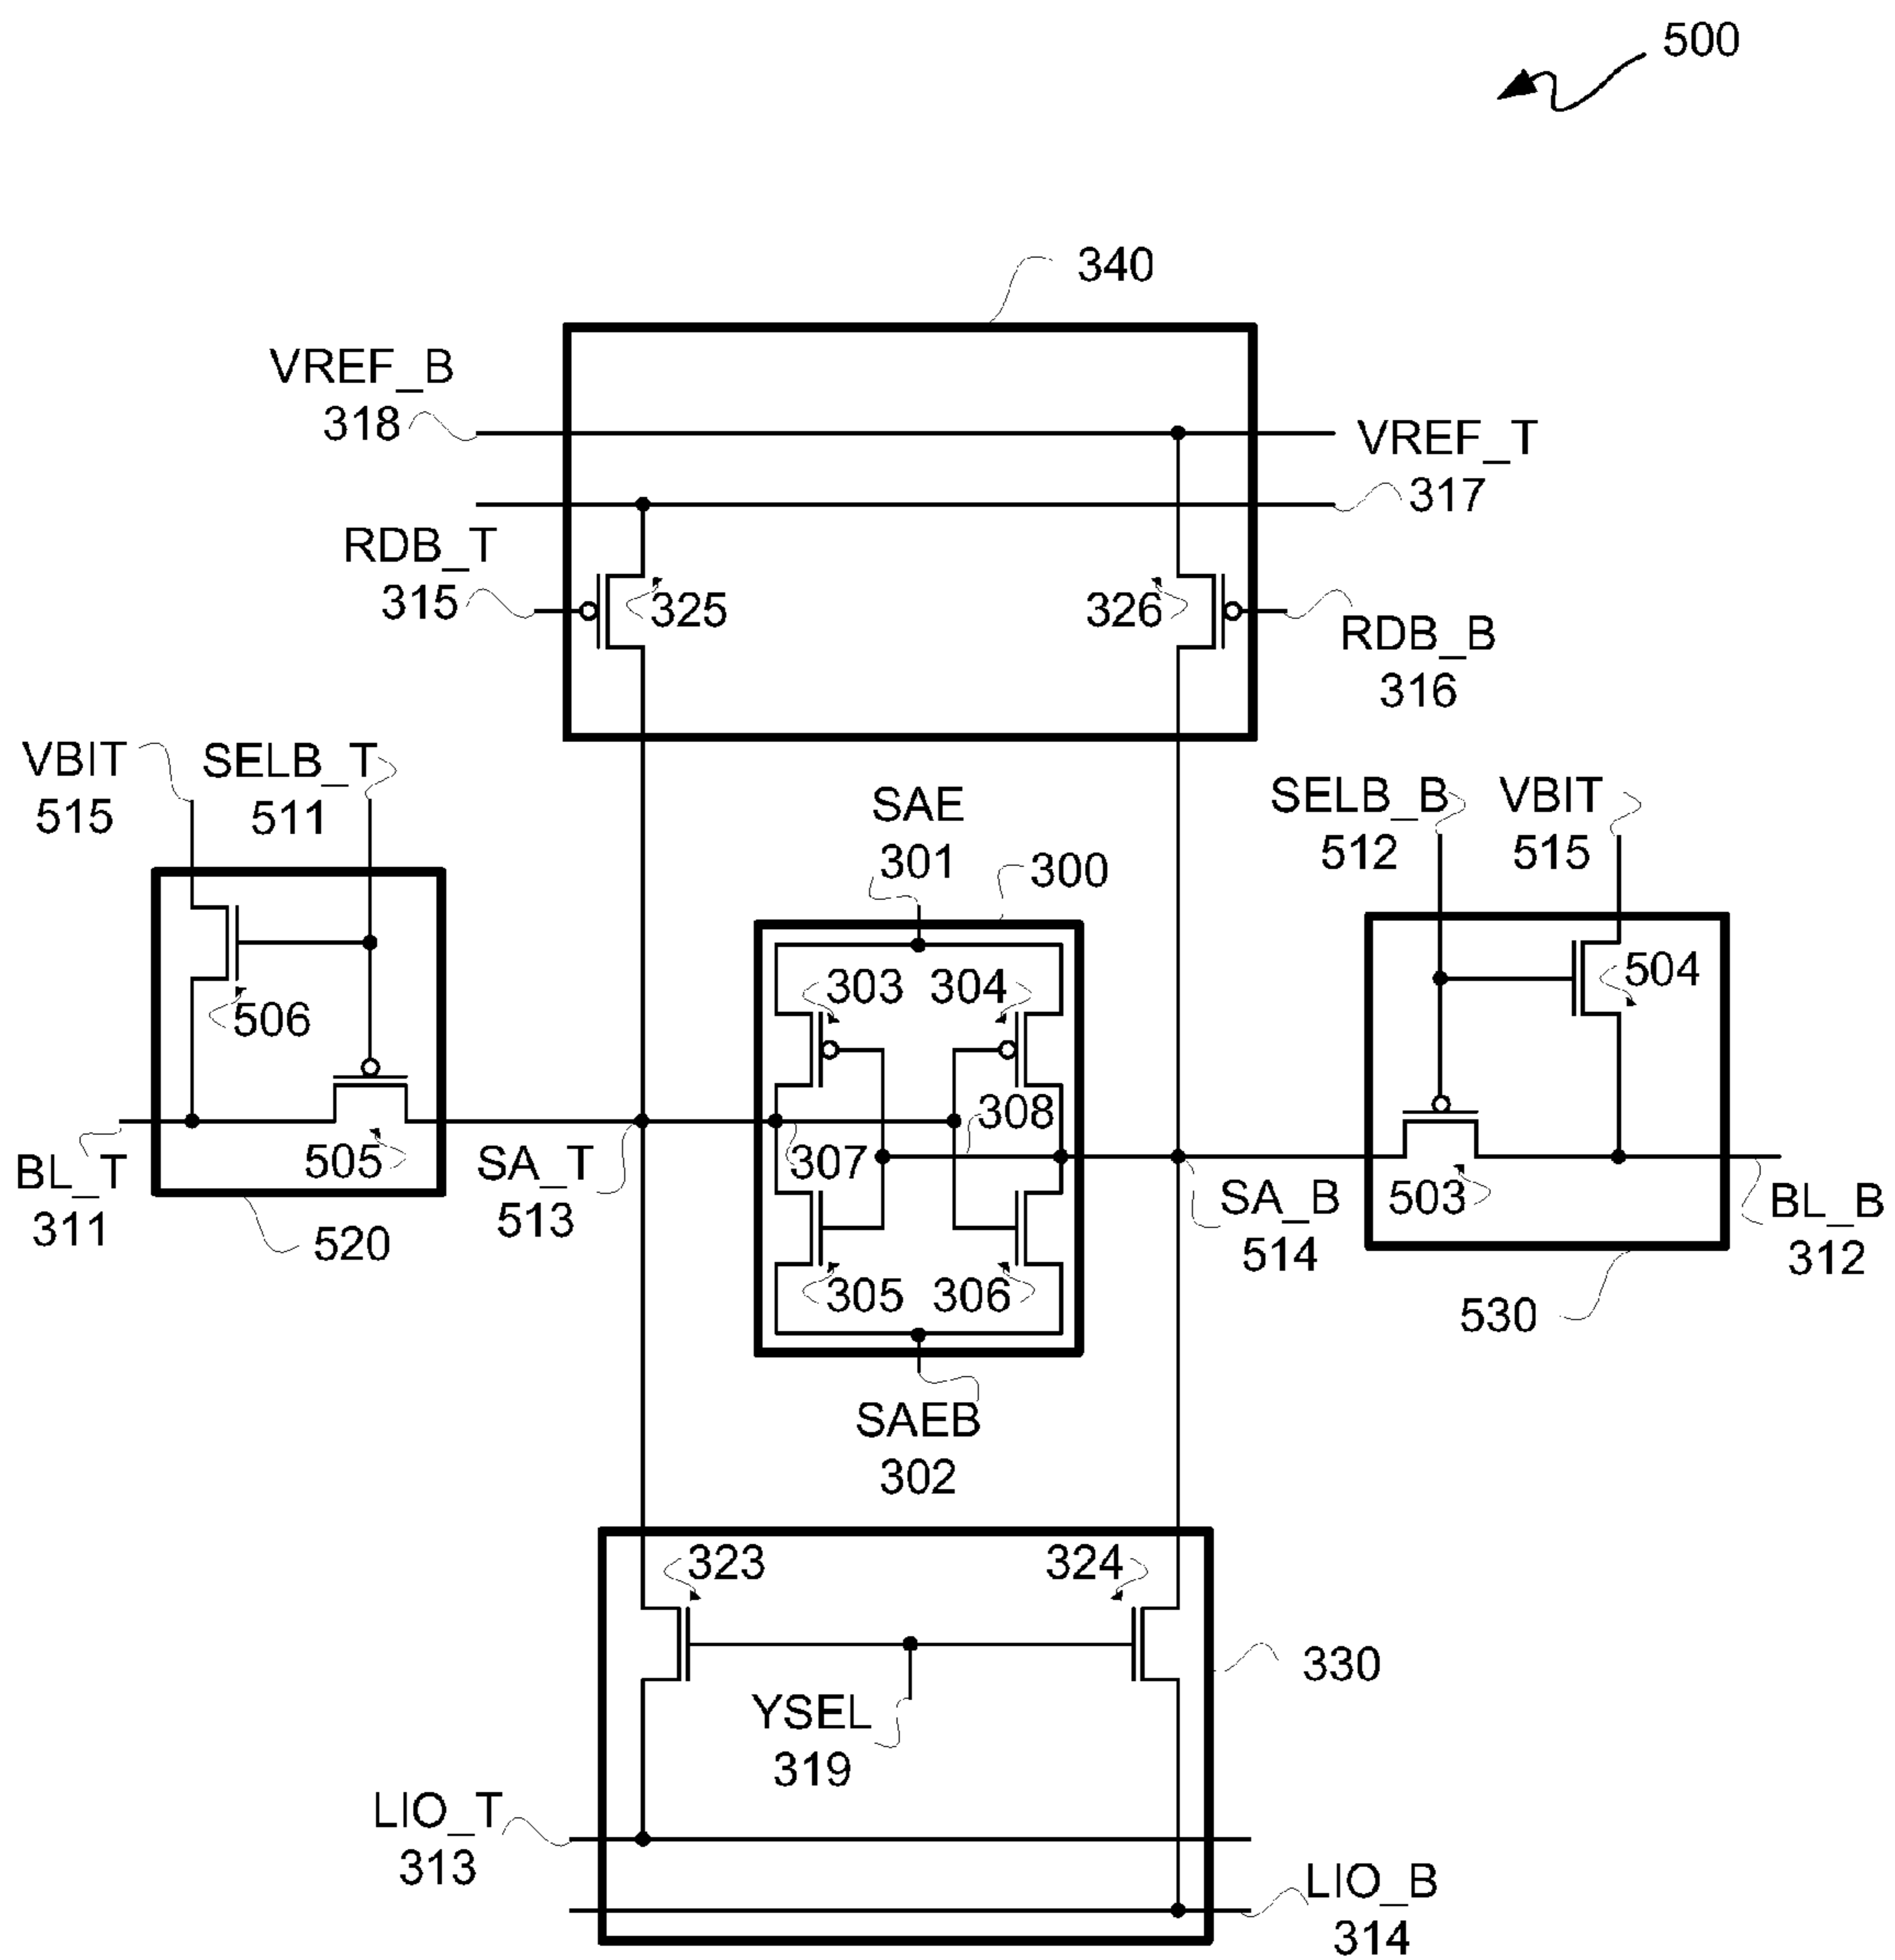 500
340
VREF_B
318
VREF_T
317
RDB_T
315
325
326
RDB_B
316
VBIT
515
SELB_T
511
SAE
301
300
SELB_B
512
VBIT
515
303
304
504
506
308
505
307
503
BL_T
311
SA_T
513
SA_B
514
BL_B
312
520
305
306
530
SAEB
302
323
324
330
YSEL
319
LIO_T
313
LIO_B
314